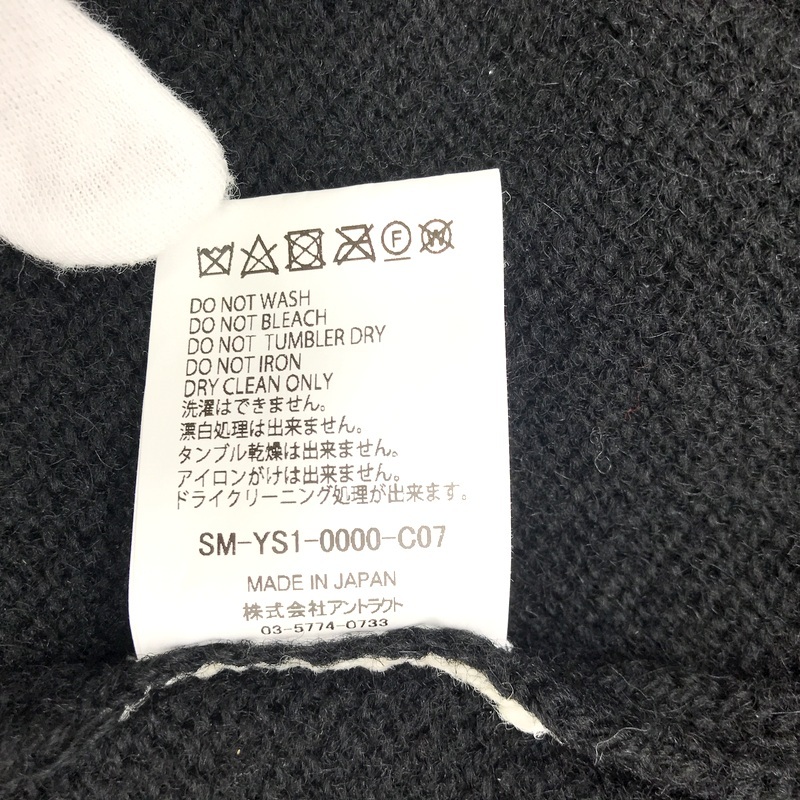 F W
DO NOT WASH
DO NOT BLEACH
DO NOT TUMBLER DRY
DO NOT IRON
DRY CLEAN ONLY
洗濯はできません。
漂白処理は出来ません。
タンブル乾燥は出来ません。
アイロンがけは出来ません。
ドライクリーニング処理が出来ます。
SM-YS1-0000-C07
MADE IN JAPAN
株式会社アントラクト
03-5774-0733